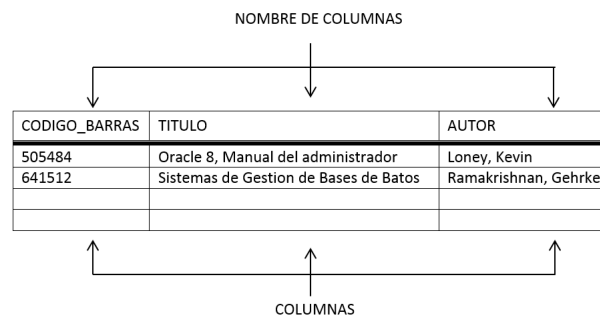 NOMBRE DE COLUMNAS
CODIGO_BARRAS TITULO AUTOR
505484 Oracle 8, Manual del administrador Loney, Kevin
641512 Sistemas de Gestion de Bases de Batos Ramakrishnan, Gehrke
COLUMNAS